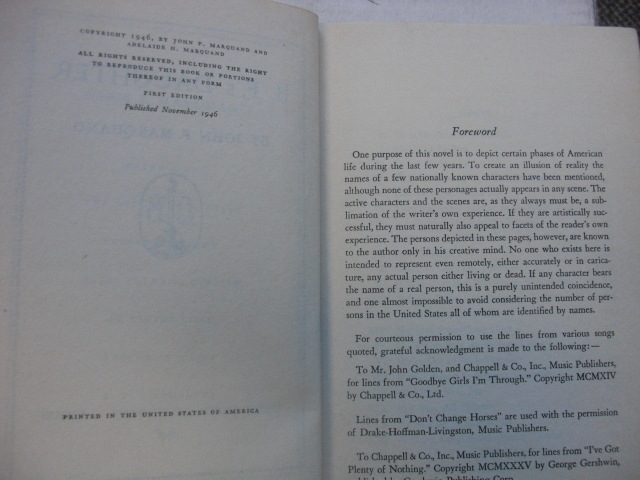 COPYRIGHT 1946, BY JOHN P. MARQUAND AND
ADELAIDE H. MARQUAND
ALL RIGHTS RESERVED, INCLUDING THE RIGHT
TO REPRODUCE THIS BOOK OR PORTIONS
THEREOF IN ANY FORM
FIRST EDITION
Published November 1946
PRINTED IN THE UNITED STATES OF AMERICA
Foreword
One purpose of this novel is to depict certain phases of American
life during the last few years. To create an illusion of reality the
names of a few nationally known characters have been mentioned,
although none of these personages actually appears in any scene. The
active characters and the scenes are, as they always must be, a sub-
limation of the writer's own experience. If they are artistically suc-
cessful, they must naturally also appeal to facets of the reader's own
experience. The persons depicted in these pages, however, are known
to the author only in his creative mind. No one who exists here is
intended to represent even remotely, either accurately or in carica-
ture, any actual person either living or dead. If any character bears
the name of a real person, this is a purely unintended coincidence,
and one almost impossible to avoid considering the number of per-
sons in the United States all of whom are identified by names.
For courteous permission to use the lines from various songs
quoted, grateful acknowledgment is made to the following:—
To Mr. John Golden, and Chappell & Co., Inc., Music Publishers,
for lines from "Goodbye Girls I'm Through." Copyright MCMXIV
by Chappell & Co., Ltd.
Lines from "Don't Change Horses" are used with the permission
of Drake-Hoffman-Livingston, Music Publishers.
To Chappell & Co., Inc., Music Publishers, for lines from "I've Got
Plenty of Nothing." Copyright MCMXXXV by George Gershwin,
published by Gershwin Publishing Corp.